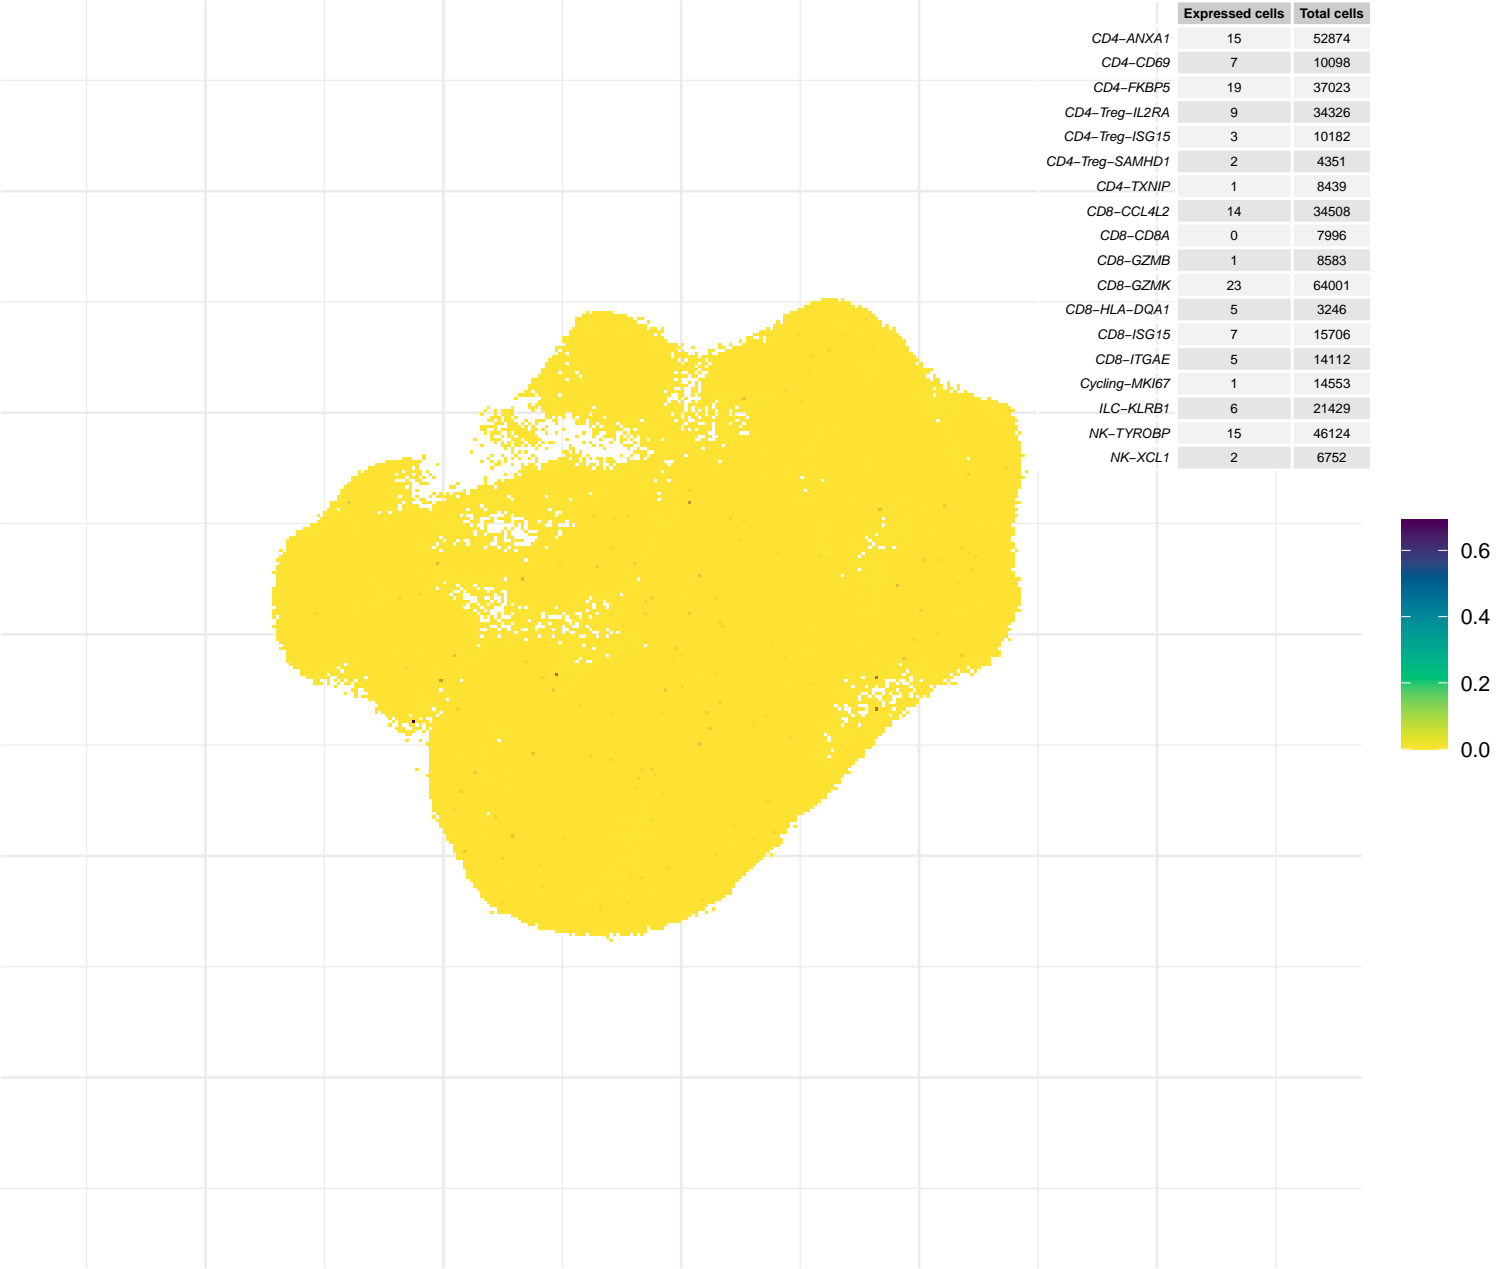 Expressed cells Total cells
CD4−ANXA1 15 52874
CD4−CD69 7 10098
CD4−FKBP5 19 37023
CD4−Treg−IL2RA 9 34326
CD4−Treg−ISG15 3 10182
CD4−Treg−SAMHD1 2 4351
CD4−TXNIP 1 8439
CD8−CCL4L2 14 34508
CD8−CD8A 0 7996
CD8−GZMB 1 8583
CD8−GZMK 23 64001
CD8−HLA−DQA1 5 3246
CD8−ISG15 7 15706
CD8−ITGAE 5 14112
Cycling−MKI67 1 14553
ILC−KLRB1 6 21429
NK−TYROBP 15 46124
NK−XCL1 2 6752
0.6
0.4
0.2
0.0